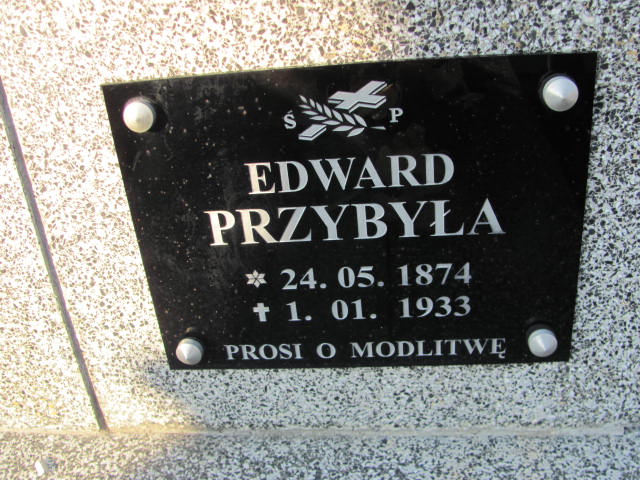 Ś P
EDWARD
PRZYBYŁA
24. 05. 1874
1. 01. 1933
PROSI O MODLITWĘ